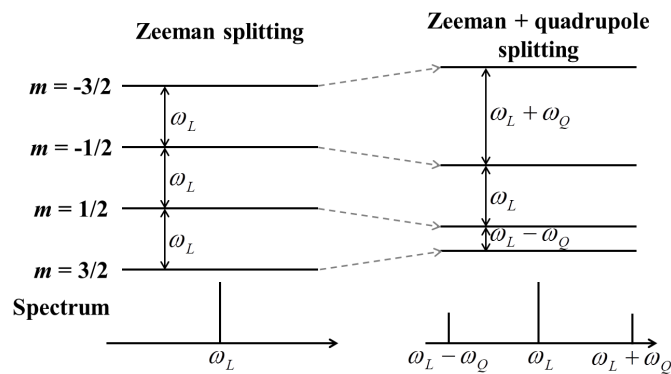 Zeeman splitting
Zeeman + quadrupole
splitting
m = -3/2
m = -1/2
m = 1/2
m = 3/2
ω_L
ω_L
ω_L
ω_L + ω_Q
ω_L
ω_L − ω_Q
Spectrum
ω_L
ω_L − ω_Q
ω_L
ω_L + ω_Q